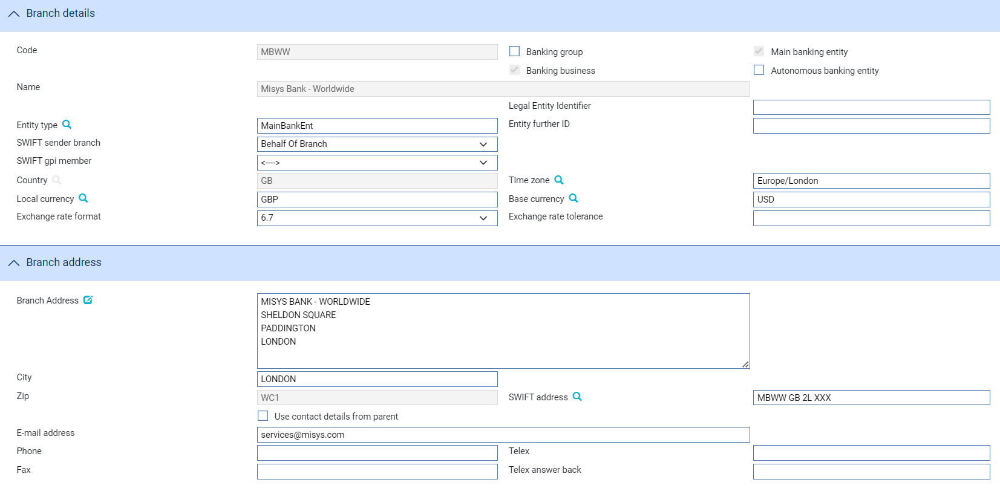 Branch details
Code MBWW Banking group Main banking entity
Banking business Autonomous banking entity
Name Misys Bank - Worldwide
Legal Entity Identifier
Entity type MainBankEnt Entity further ID
SWIFT sender branch Behalf Of Branch
SWIFT gpi member <---->
Country GB Time zone Europe/London
Local currency GBP Base currency USD
Exchange rate format 6.7 Exchange rate tolerance
Branch address
Branch Address MISYS BANK - WORLDWIDE
SHELDON SQUARE
PADDINGTON
LONDON
City LONDON
Zip WC1 SWIFT address MBWW GB 2L XXX
Use contact details from parent
E-mail address services@misys.com
Phone Telex
Fax Telex answer back